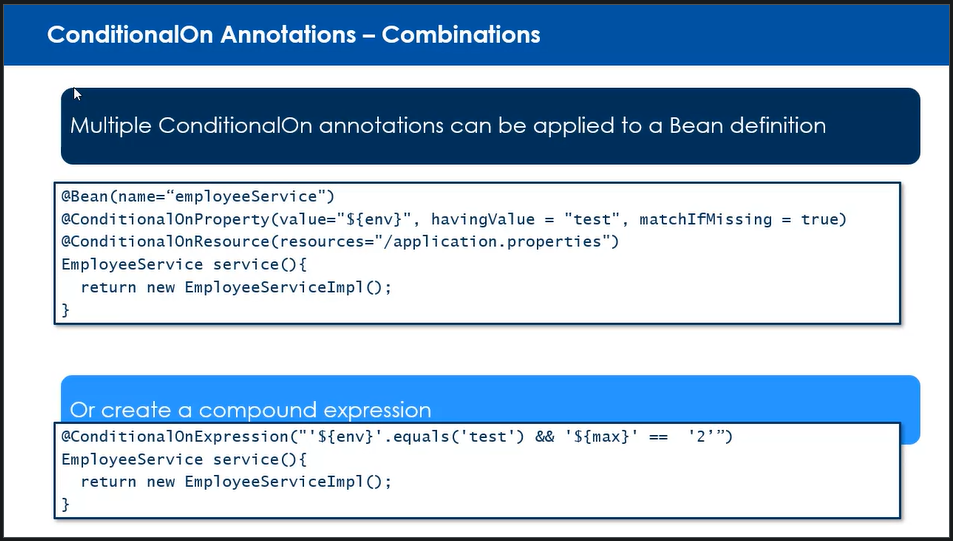 ConditionalOn Annotations – Combinations
Multiple ConditionalOn annotations can be applied to a Bean definition
@Bean(name=“employeeService")
@ConditionalOnProperty(value="${env}", havingValue = "test", matchIfMissing = true)
@ConditionalOnResource(resources="/application.properties")
EmployeeService service(){
  return new EmployeeServiceImpl();
}
Or create a compound expression
@ConditionalOnExpression("'${env}'.equals('test') && '${max}' ==  '2’”)
EmployeeService service(){
  return new EmployeeServiceImpl();
}